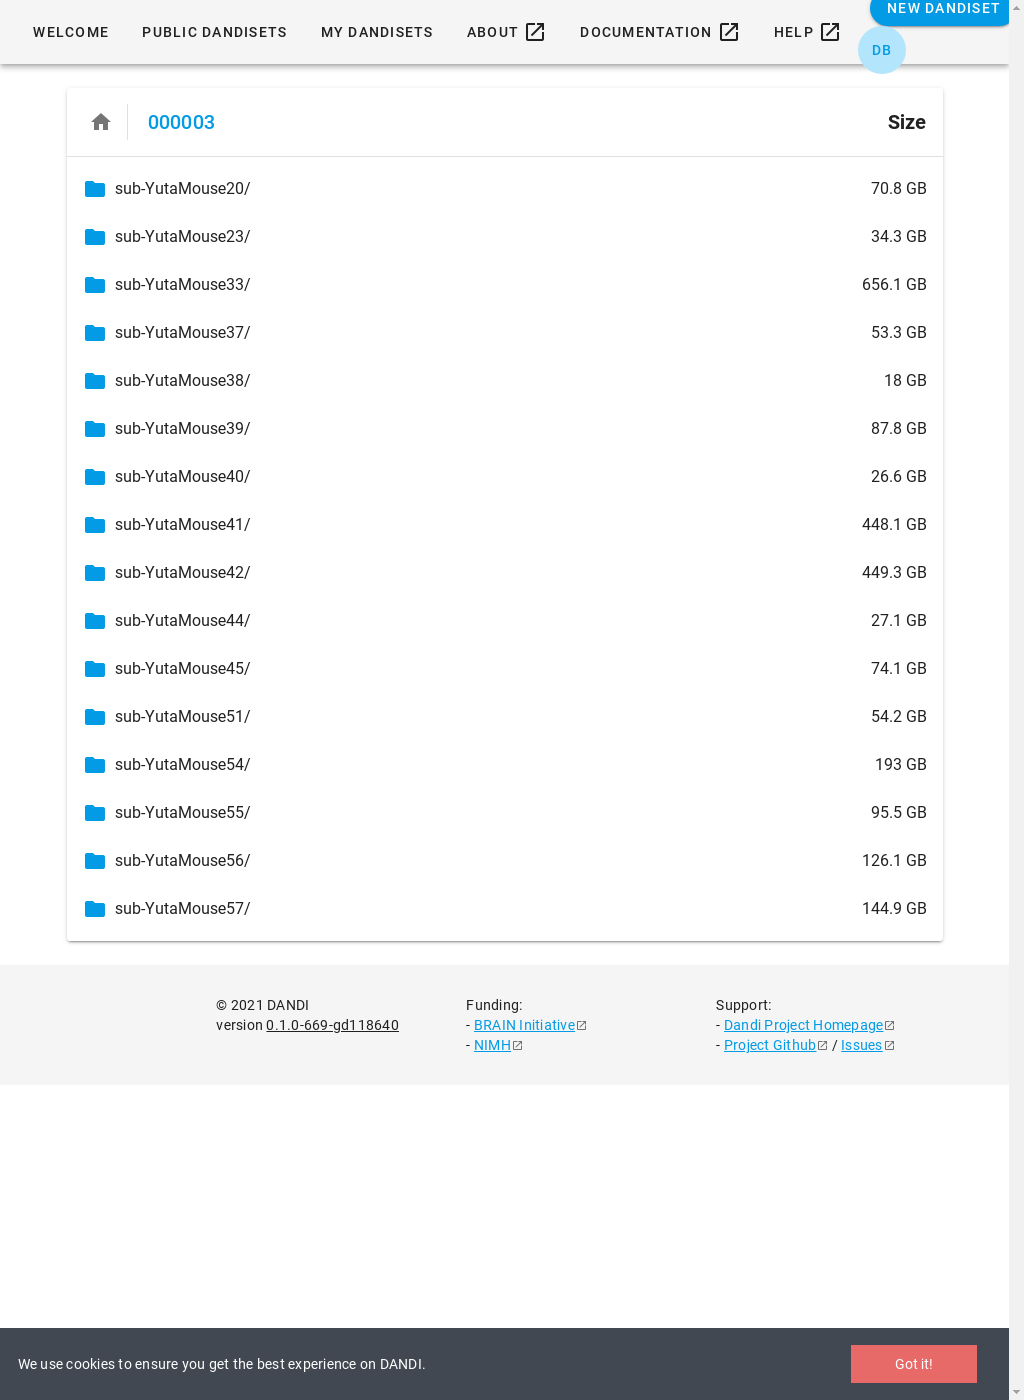 WELCOME PUBLIC DANDISETS MY DANDISETS ABOUT DOCUMENTATION HELP NEW DANDISET
DB
000003 Size
sub-YutaMouse20/ 70.8 GB
sub-YutaMouse23/ 34.3 GB
sub-YutaMouse33/ 656.1 GB
sub-YutaMouse37/ 53.3 GB
sub-YutaMouse38/ 18 GB
sub-YutaMouse39/ 87.8 GB
sub-YutaMouse40/ 26.6 GB
sub-YutaMouse41/ 448.1 GB
sub-YutaMouse42/ 449.3 GB
sub-YutaMouse44/ 27.1 GB
sub-YutaMouse45/ 74.1 GB
sub-YutaMouse51/ 54.2 GB
sub-YutaMouse54/ 193 GB
sub-YutaMouse55/ 95.5 GB
sub-YutaMouse56/ 126.1 GB
sub-YutaMouse57/ 144.9 GB
© 2021 DANDI
version 0.1.0-669-gd118640
Funding:
- BRAIN Initiative
- NIMH
Support:
- Dandi Project Homepage
- Project Github / Issues
We use cookies to ensure you get the best experience on DANDI. Got it!